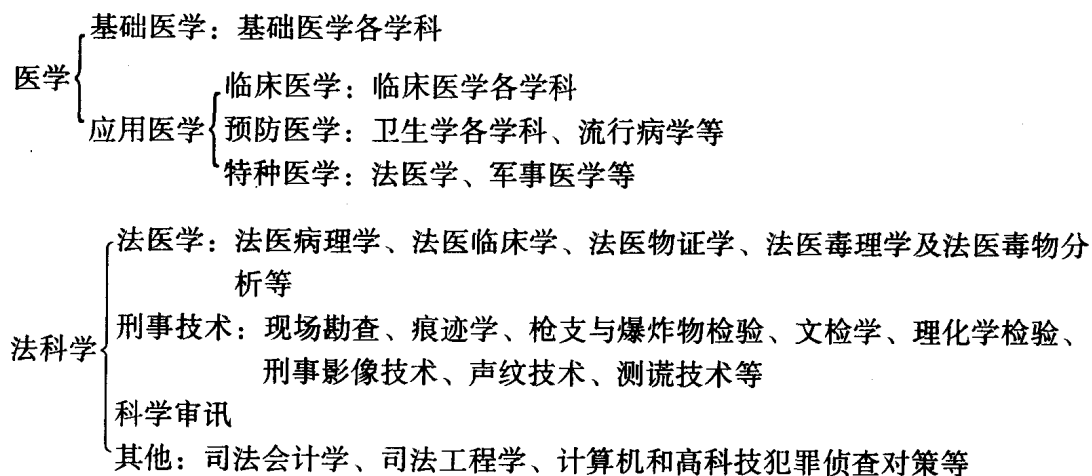 基础医学：基础医学各学科
医学
临床医学：临床医学各学科
应用医学
预防医学：卫生学各学科、流行病学等
特种医学：法医学、军事医学等
法医学：法医病理学、法医临床学、法医物证学、法医毒理学及法医毒物分
析等
法科学
刑事技术：现场勘查、痕迹学、枪支与爆炸物检验、文检学、理化学检验、
刑事影像技术、声纹技术、测谎技术等
科学审讯
其他：司法会计学、司法工程学、计算机和高科技犯罪侦查对策等